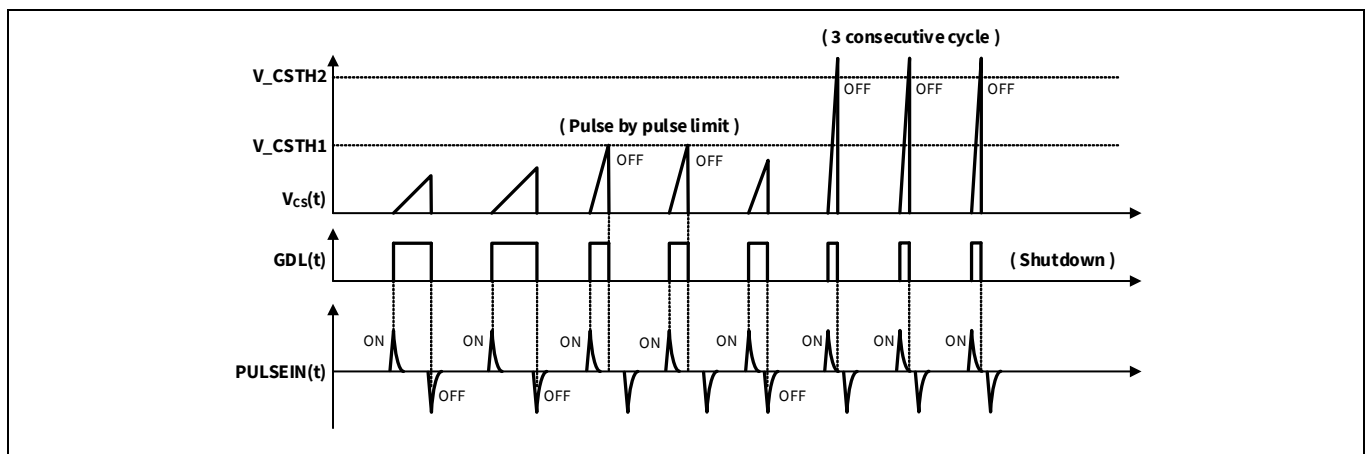 ( 3 consecutive cycle )
V_CSTH2
OFF OFF OFF
( Pulse by pulse limit )
V_CSTH1
OFF OFF
VCS(t)
GDL(t)
( Shutdown )
ON ON ON ON ON ON ON ON
PULSEIN(t)
OFF OFF OFF